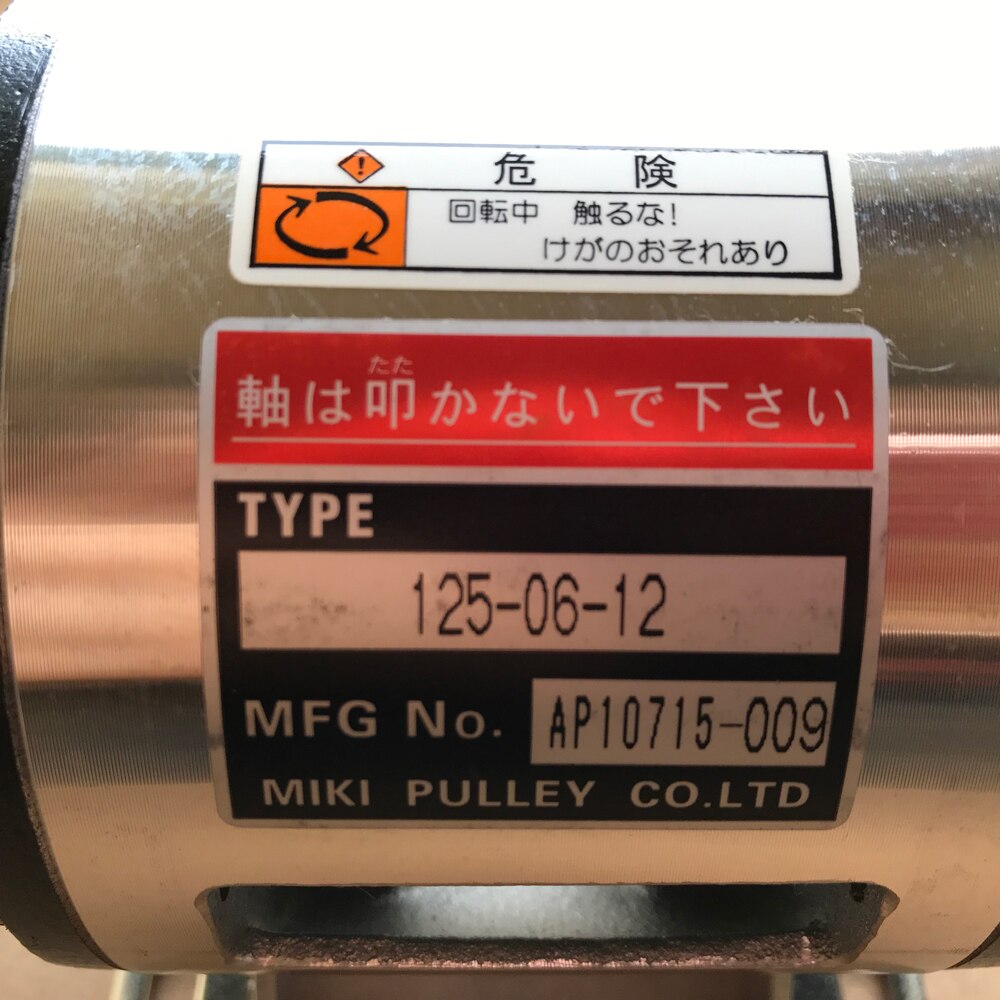 危 険
回転中 触るな!
けがのおそれあり
たた
軸は叩かないで下さい
TYPE
125-06-12
MFG No. AP10715-009
MIKI PULLEY CO.LTD